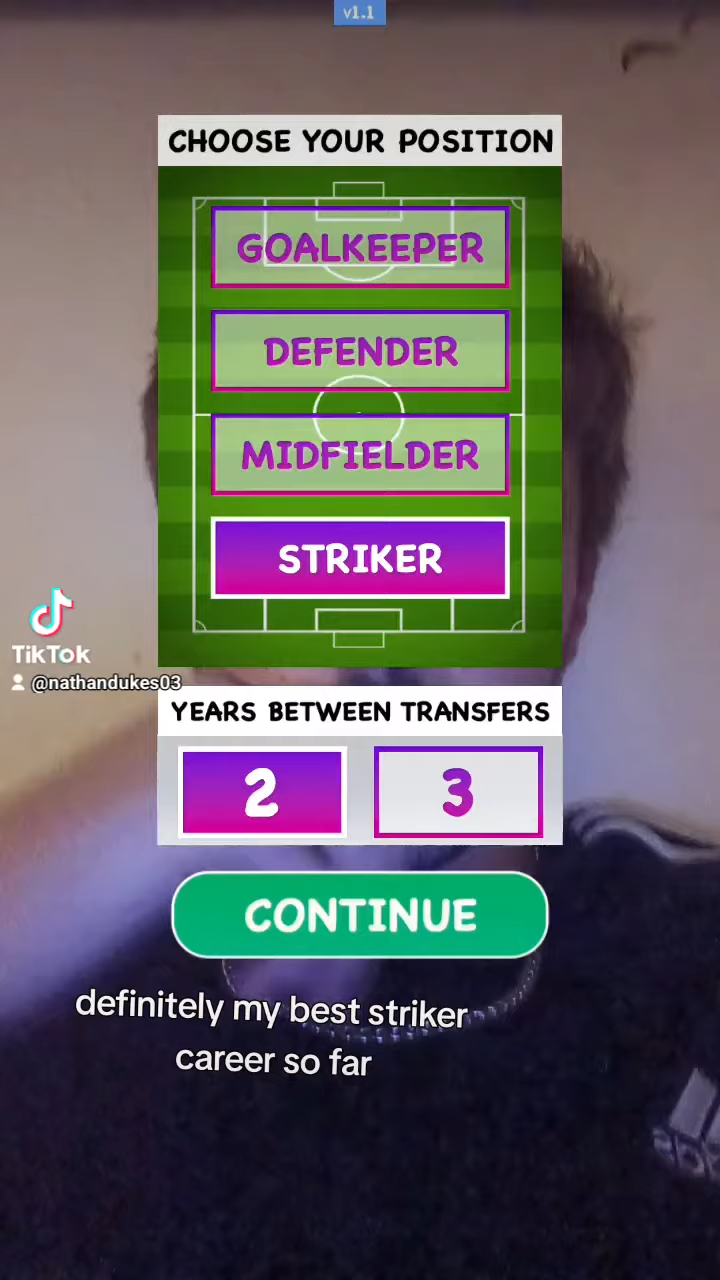 v1.1
CHOOSE YOUR POSITION
GOALKEEPER
DEFENDER
MIDFIELDER
STRIKER
TikTok
@nathandukes03
YEARS BETWEEN TRANSFERS
2 3
CONTINUE
definitely my best striker
career so far